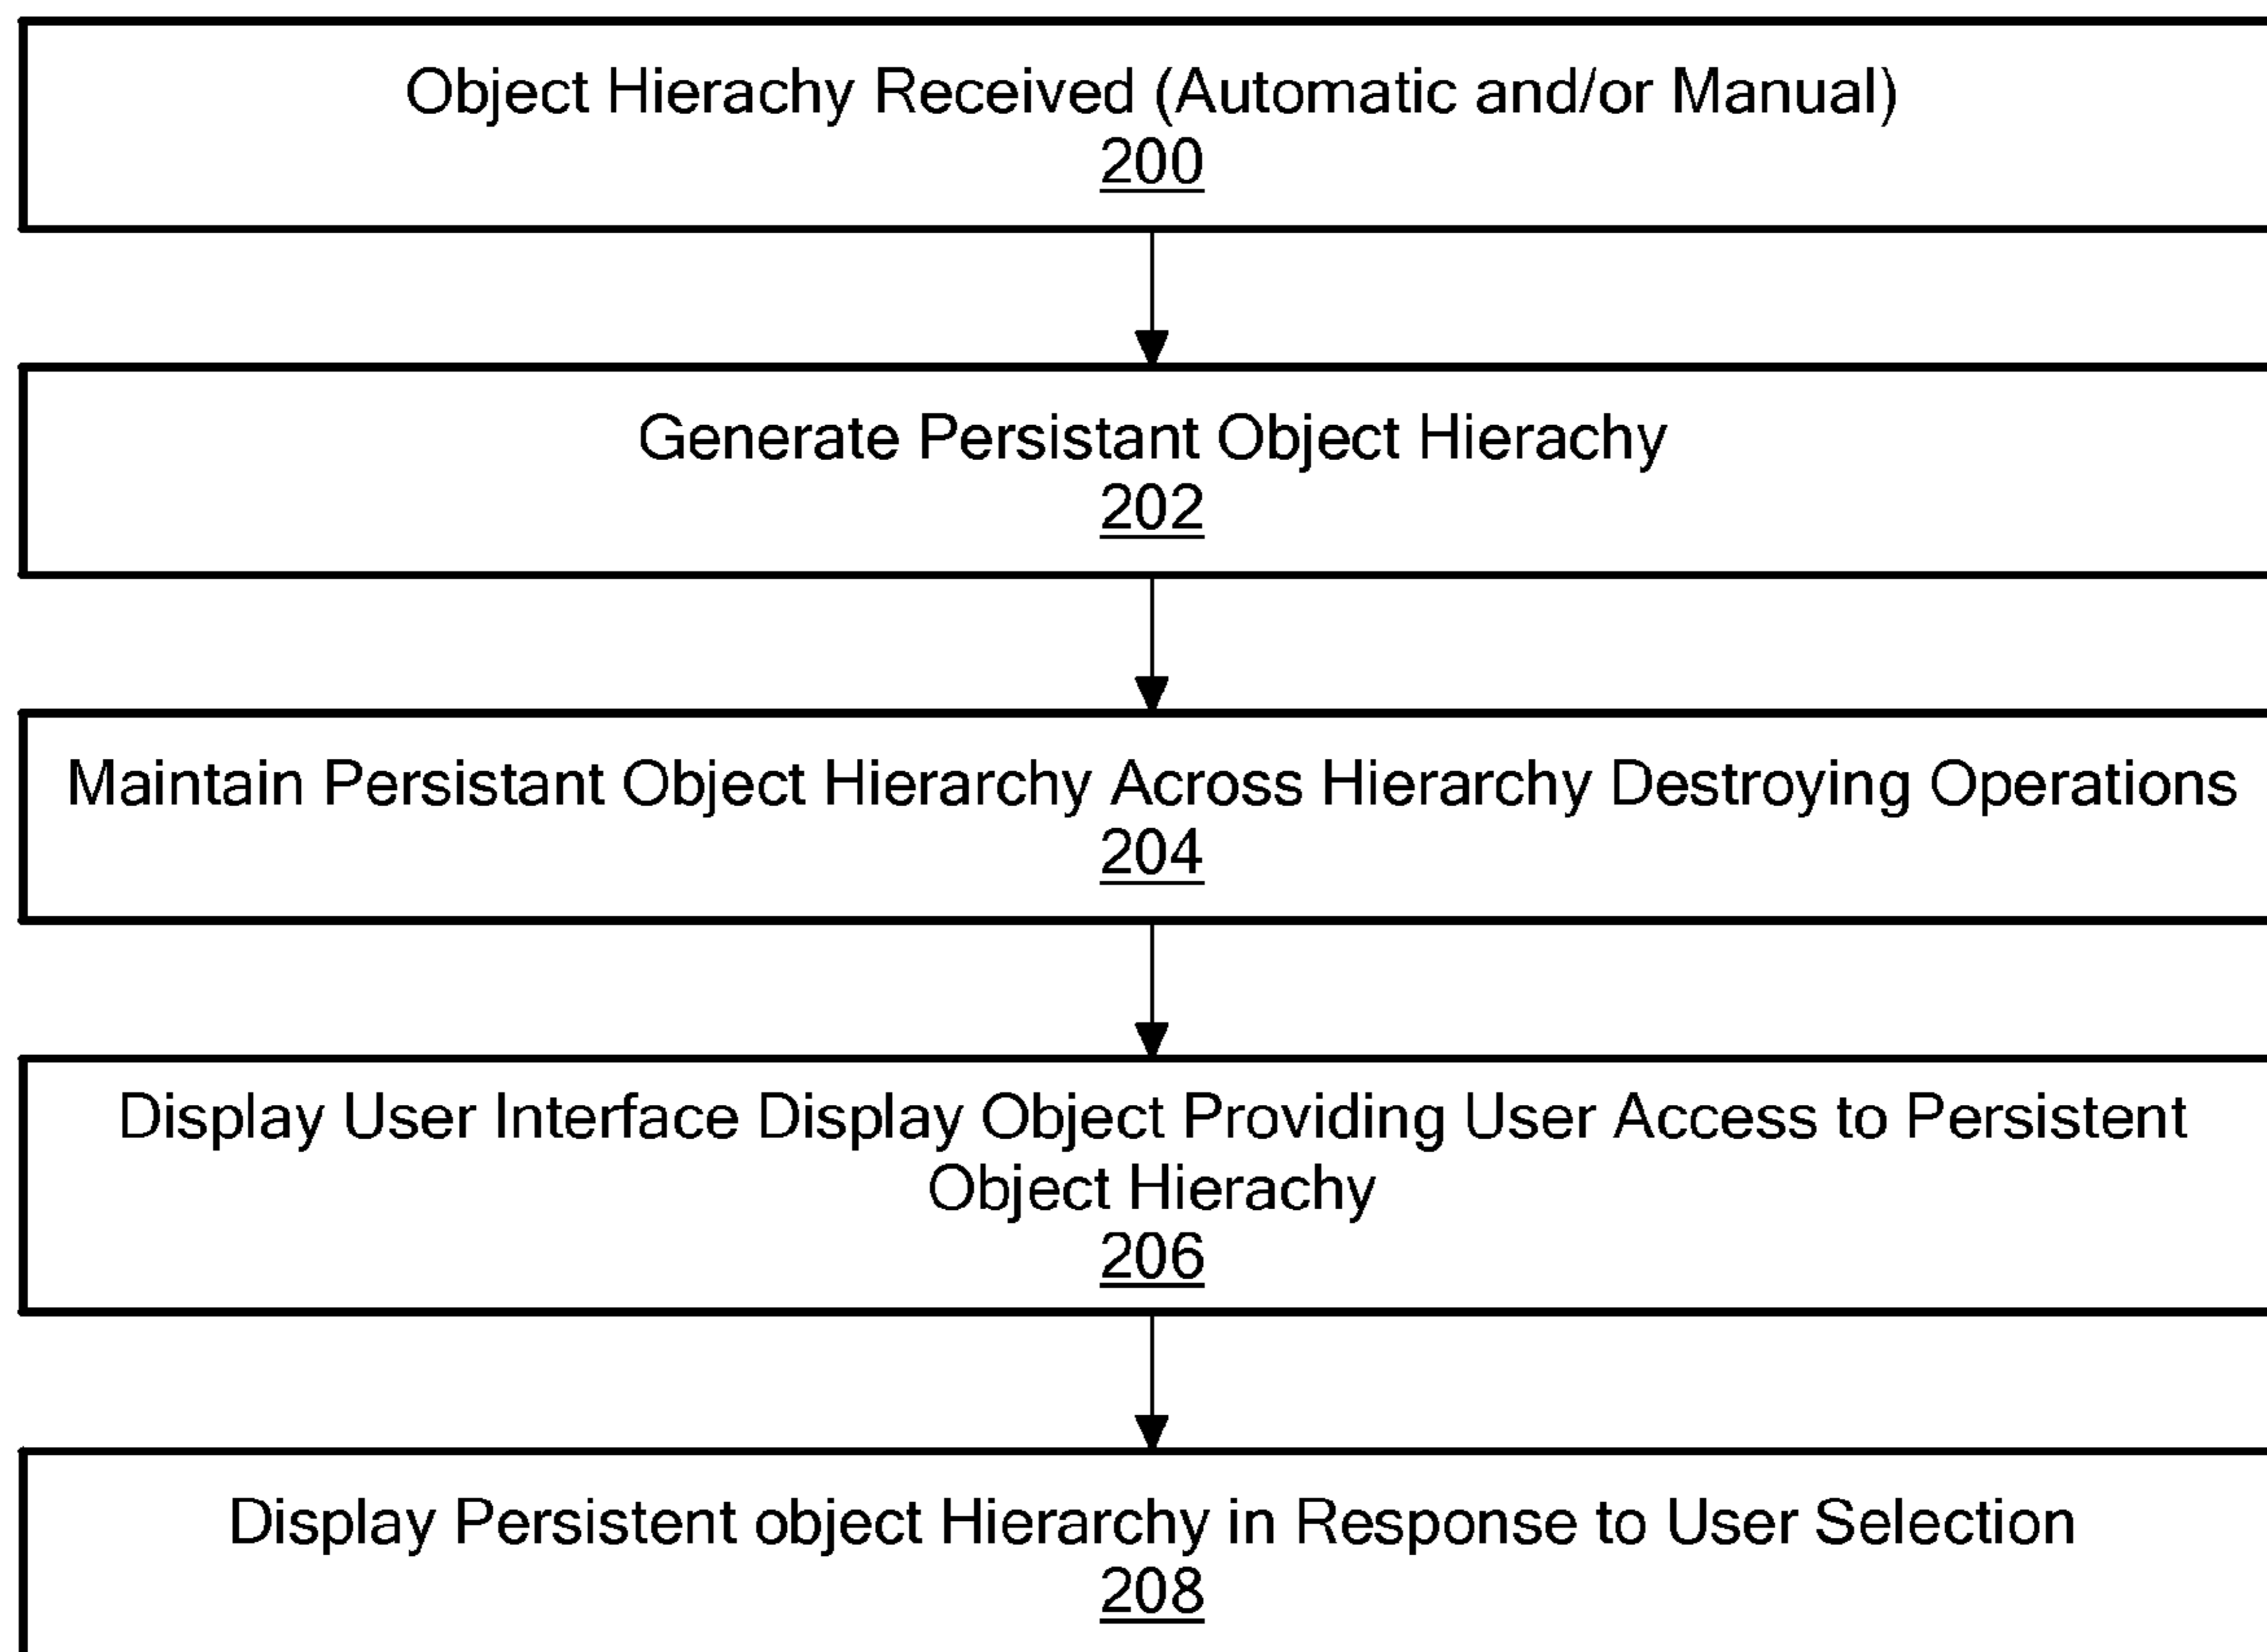 Object Hierachy Received (Automatic and/or Manual)
200
Generate Persistant Object Hierachy
202
Maintain Persistant Object Hierarchy Across Hierarchy Destroying Operations
204
Display User Interface Display Object Providing User Access to Persistent
Object Hierachy
206
Display Persistent object Hierarchy in Response to User Selection
208